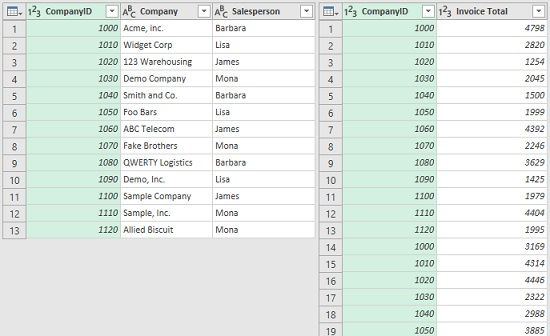 1²3 CompanyID ABC Company ABC Salesperson
1 1000 Acme, inc. Barbara
2 1010 Widget Corp Lisa
3 1020 123 Warehousing James
4 1030 Demo Company Mona
5 1040 Smith and Co. Barbara
6 1050 Foo Bars Lisa
7 1060 ABC Telecom James
8 1070 Fake Brothers Mona
9 1080 QWERTY Logistics Barbara
10 1090 Demo, Inc. Lisa
11 1100 Sample Company James
12 1110 Sample, Inc. Mona
13 1120 Allied Biscuit Mona
1²3 CompanyID 1²3 Invoice Total
1 1000 4798
2 1010 2820
3 1020 1254
4 1030 2045
5 1040 1500
6 1050 1999
7 1060 4392
8 1070 2246
9 1080 3629
10 1090 1425
11 1100 1979
12 1110 4404
13 1120 1995
14 1000 3169
15 1010 4314
16 1020 4446
17 1030 2322
18 1040 2988
19 1050 3885